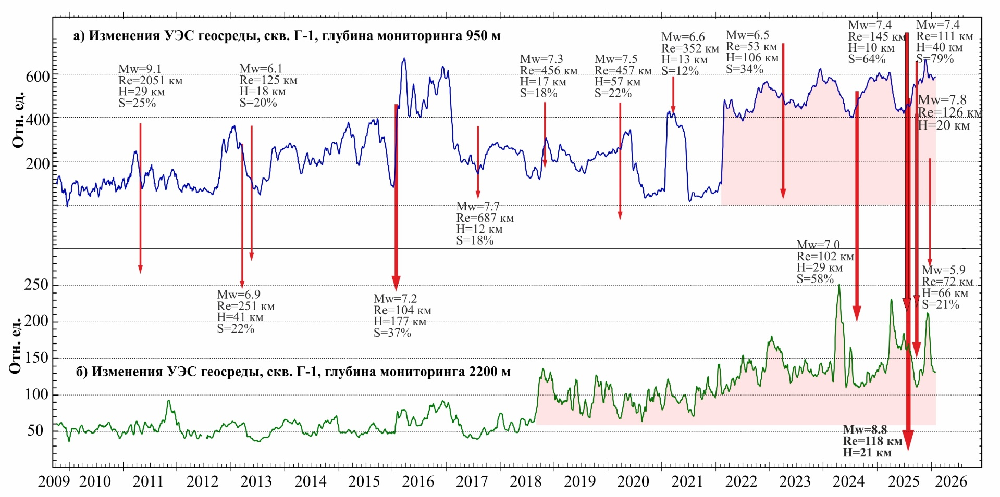 а) Изменения УЭС геосреды, скв. Г-1, глубина мониторинга 950 м
Отн. ед.
600
400
200
Mw=9.1
Re=2051 км
H=29 км
S=25%
Mw=6.1
Re=125 км
H=18 км
S=20%
Mw=7.3
Re=456 км
H=17 км
S=18%
Mw=7.5
Re=457 км
H=57 км
S=22%
Mw=6.6
Re=352 км
H=13 км
S=12%
Mw=6.5
Re=53 км
H=106 км
S=34%
Mw=7.4
Re=145 км
H=10 км
S=64%
Mw=7.4
Re=111 км
H=40 км
S=79%
Mw=7.8
Re=126 км
H=20 км
Mw=7.7
Re=687 км
H=12 км
S=18%
Mw=7.0
Re=102 км
H=29 км
S=58%
Mw=5.9
Re=72 км
H=66 км
S=21%
Mw=6.9
Re=251 км
H=41 км
S=22%
Mw=7.2
Re=104 км
H=177 км
S=37%
Отн. ед.
250
200
150
100
50
б) Изменения УЭС геосреды, скв. Г-1, глубина мониторинга 2200 м
Mw=8.8
Re=118 км
H=21 км
2009 2010 2011 2012 2013 2014 2015 2016 2017 2018 2019 2020 2021 2022 2023 2024 2025 2026